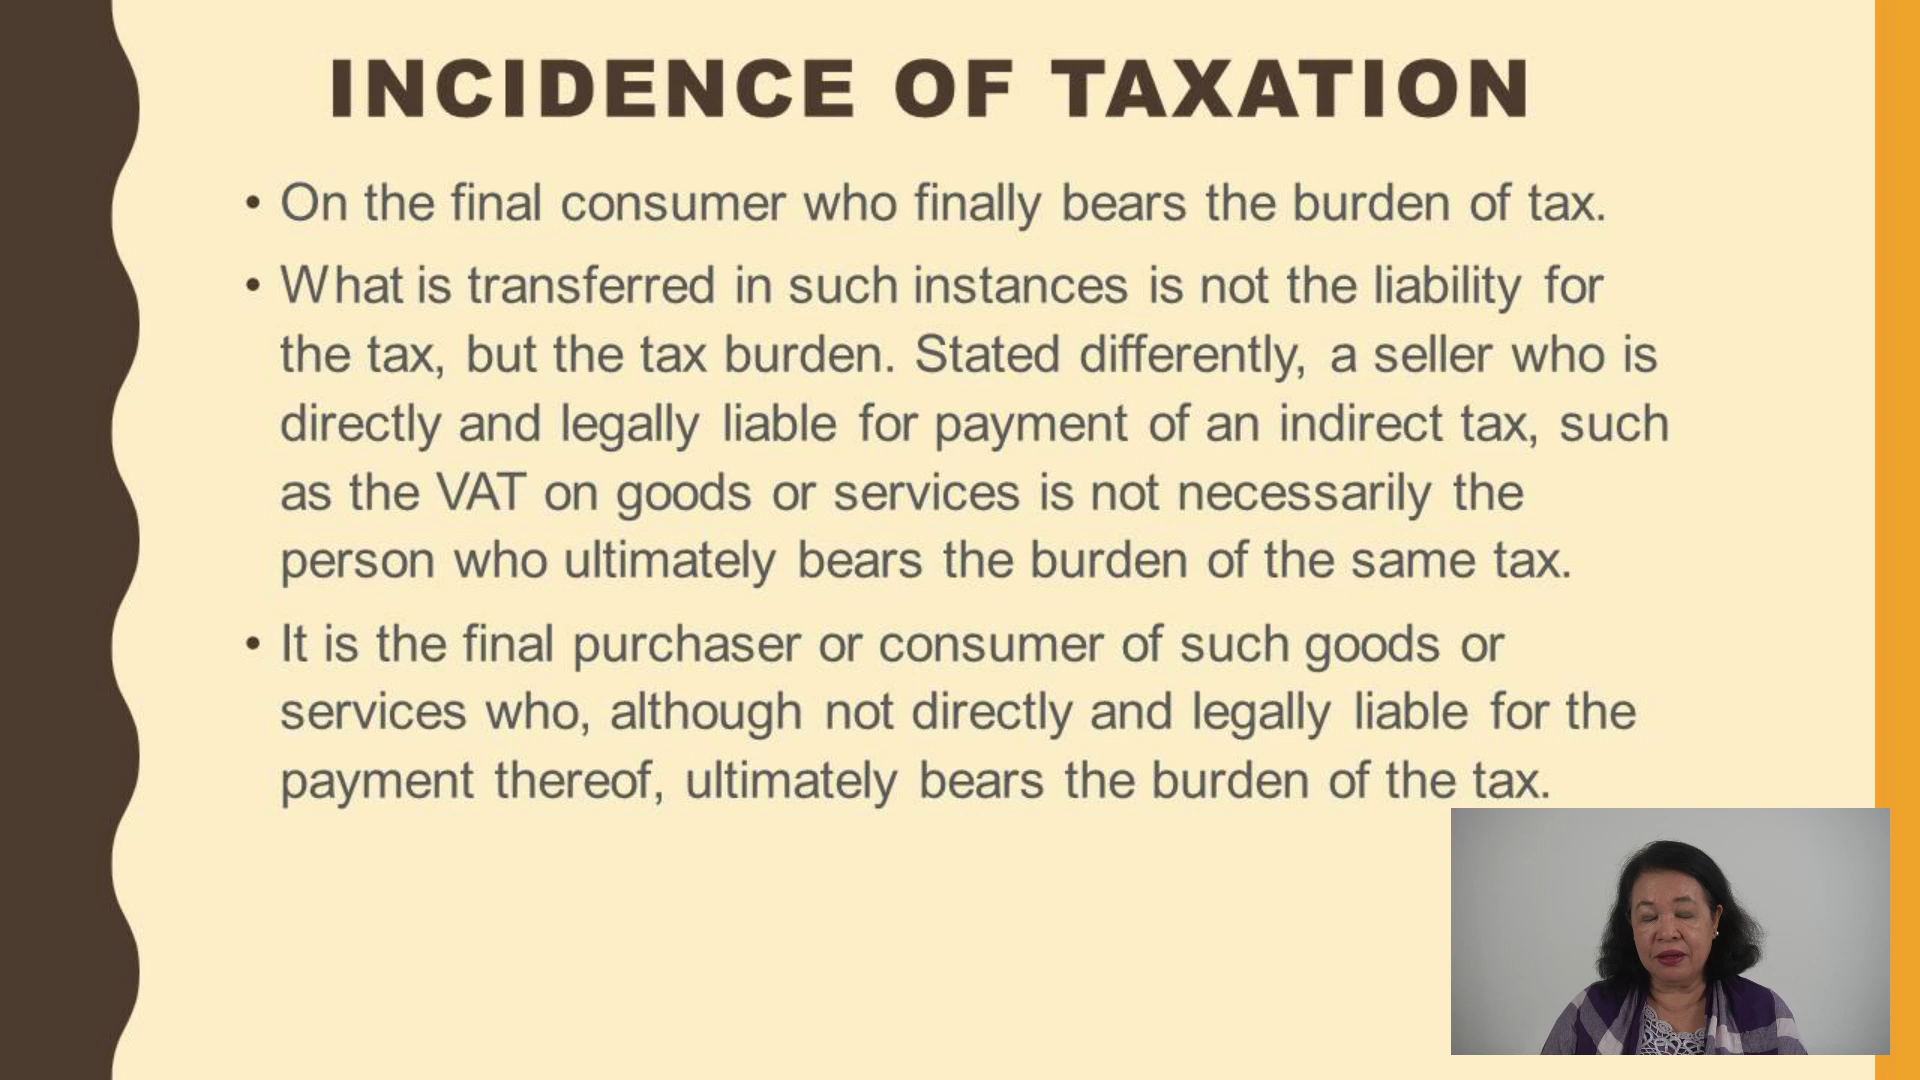 INCIDENCE OF TAXATION
• On the final consumer who finally bears the burden of tax.
• What is transferred in such instances is not the liability for
the tax, but the tax burden. Stated differently, a seller who is
directly and legally liable for payment of an indirect tax, such
as the VAT on goods or services is not necessarily the
person who ultimately bears the burden of the same tax.
• It is the final purchaser or consumer of such goods or
services who, although not directly and legally liable for the
payment thereof, ultimately bears the burden of the tax.